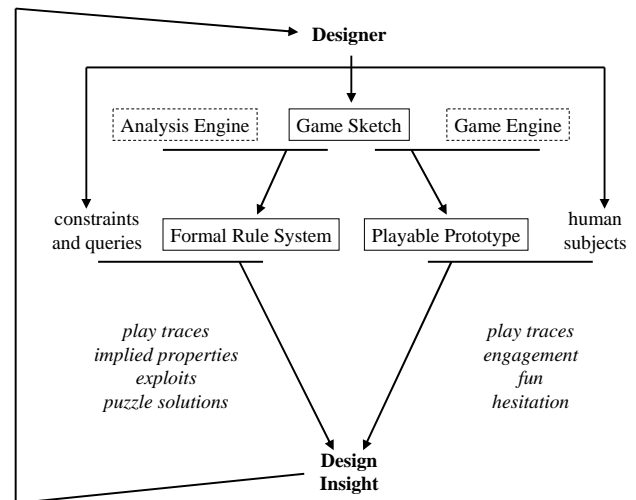 Designer
Analysis Engine Game Sketch Game Engine
constraints
and queries
Formal Rule System Playable Prototype
human
subjects
play traces
implied properties
exploits
puzzle solutions
play traces
engagement
fun
hesitation
Design
Insight